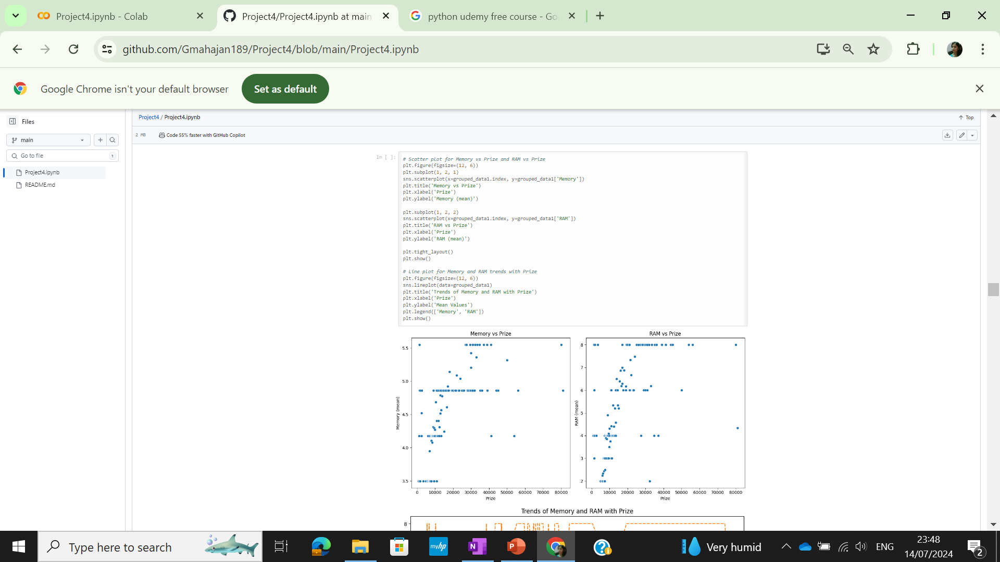 Project4.ipynb - Colab
Project4/Project4.ipynb at main
python udemy free course - Go
github.com/Gmahajan189/Project4/blob/main/Project4.ipynb
Google Chrome isn't your default browser
Set as default
Files
main
Go to file
t
Project4.ipynb
README.md
Project4 / Project4.ipynb
Top
2 MB
Code 55% faster with GitHub Copilot
In [ ]:
# Scatter plot for Memory vs Prize and RAM vs Prize
plt.figure(figsize=(12, 6))
plt.subplot(1, 2, 1)
sns.scatterplot(x=grouped_data1.index, y=grouped_data1['Memory'])
plt.title('Memory vs Prize')
plt.xlabel('Prize')
plt.ylabel('Memory (mean)')
plt.subplot(1, 2, 2)
sns.scatterplot(x=grouped_data1.index, y=grouped_data1['RAM'])
plt.title('RAM vs Prize')
plt.xlabel('Prize')
plt.ylabel('RAM (mean)')
plt.tight_layout()
plt.show()
# Line plot for Memory and RAM trends with Prize
plt.figure(figsize=(12, 6))
sns.lineplot(data=grouped_data1)
plt.title('Trends of Memory and RAM with Prize')
plt.xlabel('Prize')
plt.ylabel('Mean Values')
plt.legend(['Memory', 'RAM'])
plt.show()
Memory vs Prize
5.5
5.0
4.5
4.0
3.5
Memory (mean)
0 10000 20000 30000 40000 50000 60000 70000 80000
Prize
RAM vs Prize
8
7
6
5
4
3
2
RAM (mean)
0 10000 20000 30000 40000 50000 60000 70000 80000
Prize
Trends of Memory and RAM with Prize
8
Type here to search
myhp
N
P
?
Very humid
ENG
23:48
14/07/2024
2